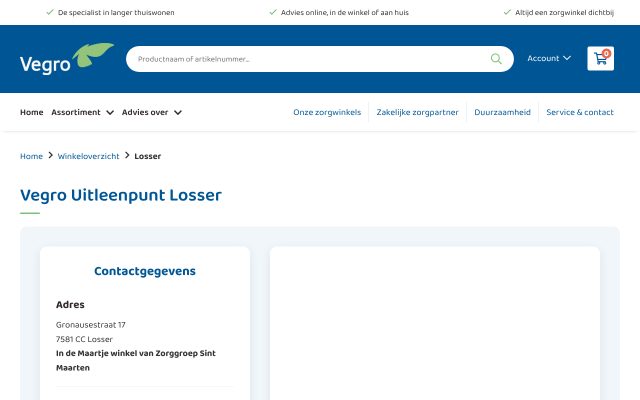 De specialist in langer thuiswonen
Advies online, in de winkel of aan huis
Altijd een zorgwinkel dichtbij
Vegro
Productnaam of artikelnummer...
Account
0
Home
Assortiment
Advies over
Onze zorgwinkels
Zakelijke zorgpartner
Duurzaamheid
Service & contact
Home
Winkeloverzicht
Losser
Vegro Uitleenpunt Losser
Contactgegevens
Adres
Gronausestraat 17
7581 CC Losser
In de Maartje winkel van Zorggroep Sint
Maarten